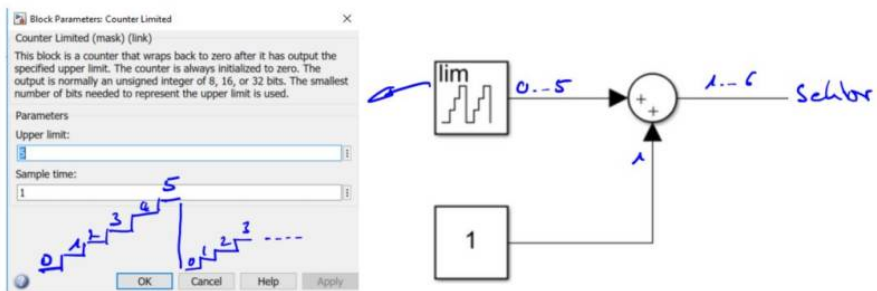 Block Parameters: Counter Limited
Counter Limited (mask) (link)
This block is a counter that wraps back to zero after it has output the
specified upper limit. The counter is always initialized to zero. The
output is normally an unsigned integer of 8, 16, or 32 bits. The smallest
number of bits needed to represent the upper limit is used.
Parameters
Upper limit:
Sample time:
1
0 1 2 3 4 5
0 1 2 3 ....
OK Cancel Help Apply
lim
0...5
+
+
1...6
Sektor
1
1